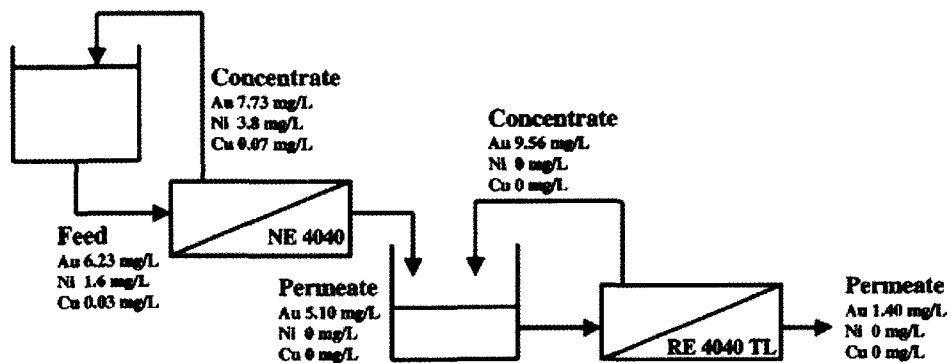 Concentrate
Au 7.73 mg/L
Ni 3.8 mg/L
Cu 0.07 mg/L
Concentrate
Au 9.56 mg/L
Ni 0 mg/L
Cu 0 mg/L
NE 4040
Feed
Au 6.23 mg/L
Ni 1.6 mg/L
Cu 0.03 mg/L
Permeate
Au 5.10 mg/L
Ni 0 mg/L
Cu 0 mg/L
RE 4040 TL
Permeate
Au 1.40 mg/L
Ni 0 mg/L
Cu 0 mg/L